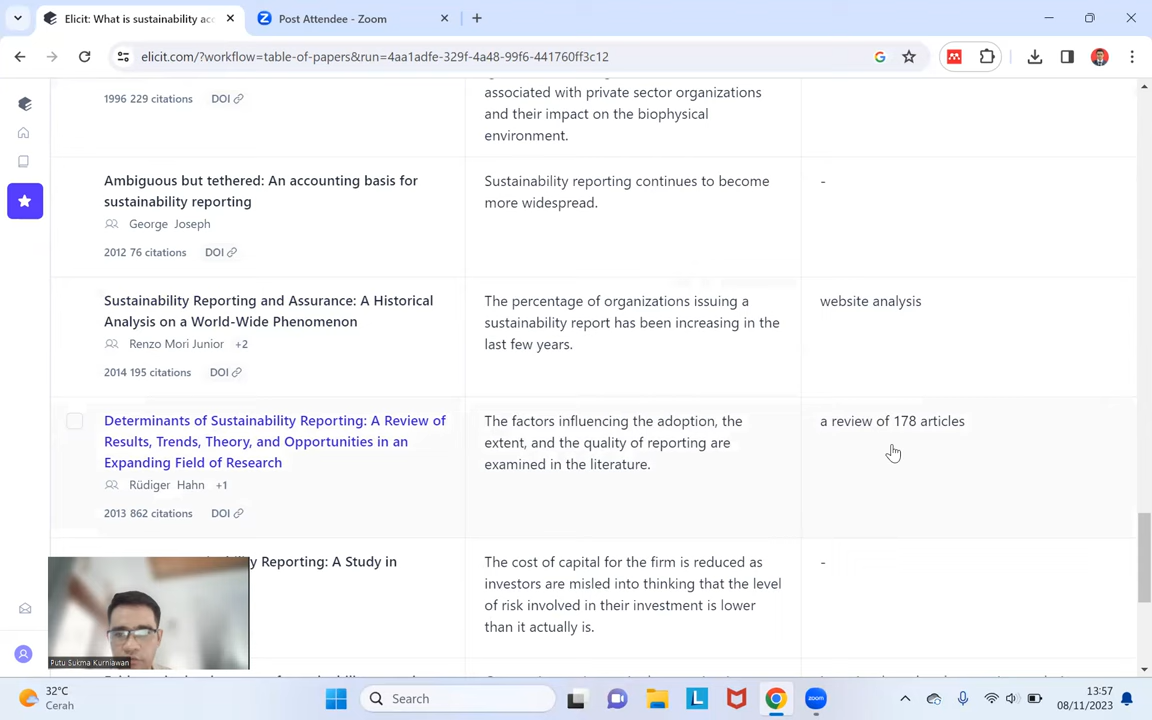 Elicit: What is sustainability acc
Post Attendee - Zoom
elicit.com/?workflow=table-of-papers&run=4aa1adfe-329f-4a48-99f6-441760ff3c12
associated with private sector organizations
and their impact on the biophysical
environment.
1996 229 citations DOI
Ambiguous but tethered: An accounting basis for
sustainability reporting
George Joseph
2012 76 citations DOI
Sustainability reporting continues to become
more widespread.
-
Sustainability Reporting and Assurance: A Historical
Analysis on a World-Wide Phenomenon
Renzo Mori Junior +2
2014 195 citations DOI
The percentage of organizations issuing a
sustainability report has been increasing in the
last few years.
website analysis
Determinants of Sustainability Reporting: A Review of
Results, Trends, Theory, and Opportunities in an
Expanding Field of Research
Rüdiger Hahn +1
2013 862 citations DOI
The factors influencing the adoption, the
extent, and the quality of reporting are
examined in the literature.
a review of 178 articles
Reporting: A Study in
The cost of capital for the firm is reduced as
investors are misled into thinking that the level
of risk involved in their investment is lower
than it actually is.
-
Putu Sukma Kurniawan
32°C
Cerah
Search
zoom
13:57
08/11/2023